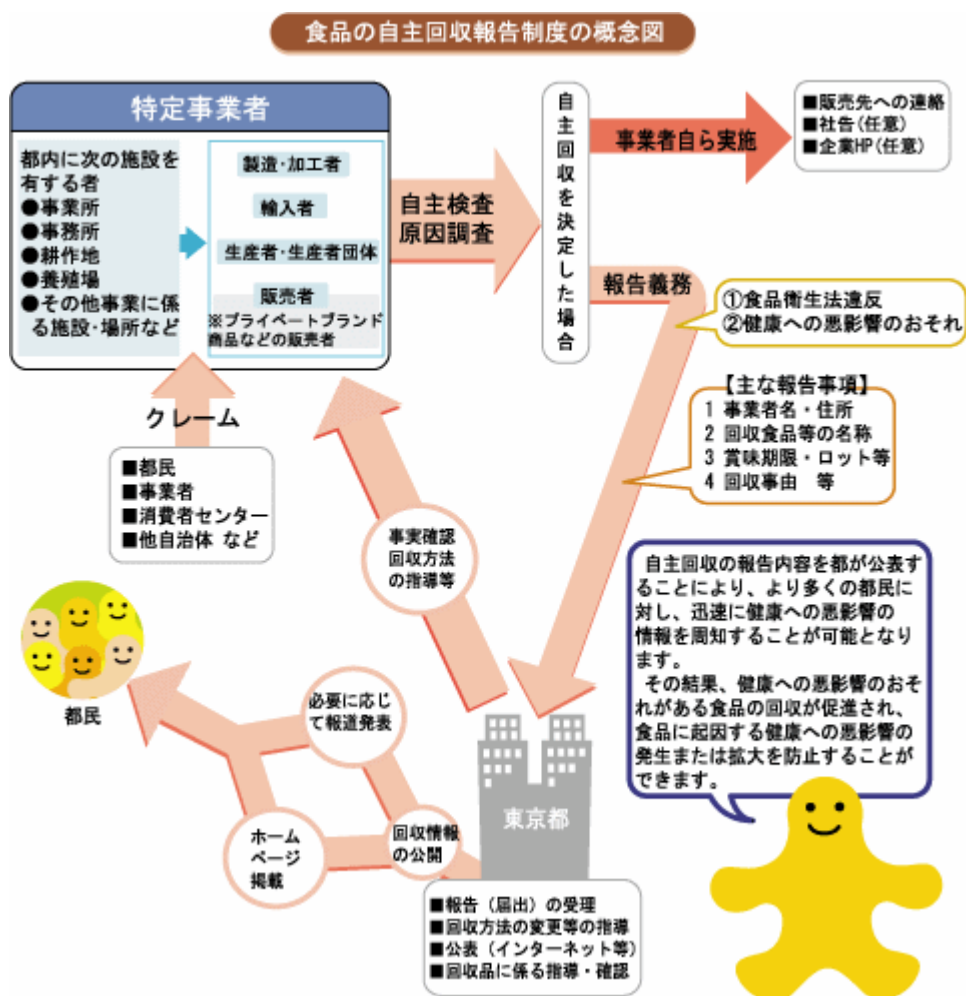 食品の自主回収報告制度の概念図
特定事業者
都内に次の施設を
有する者
●事業所
●事務所
●耕作地
●養殖場
●その他事業に係
る施設・場所など
製造・加工者
輸入者
生産者・生産者団体
販売者
※プライベートブランド
商品などの販売者
自主検査
原因調査
自主回収を決定した場合
事業者自ら実施
■販売先への連絡
■社告(任意)
■企業HP(任意)
報告義務
①食品衛生法違反
②健康への悪影響のおそれ
【主な報告事項】
1 事業者名・住所
2 回収食品等の名称
3 賞味期限・ロット等
4 回収事由 等
クレーム
■都民
■事業者
■消費者センター
■他自治体 など
事実確認
回収方法
の指導等
自主回収の報告内容を都が公表す
ることにより、より多くの都民に
対し、迅速に健康への悪影響の
情報を周知することが可能となり
ます。
その結果、健康への悪影響のおそ
れがある食品の回収が促進され、
食品に起因する健康への悪影響の
発生または拡大を防止することが
できます。
都民
必要に応じ
て報道発表
ホーム
ページ
掲載
回収情報
の公開
東京都
■報告（届出）の受理
■回収方法の変更等の指導
■公表（インターネット等）
■回収品に係る指導・確認